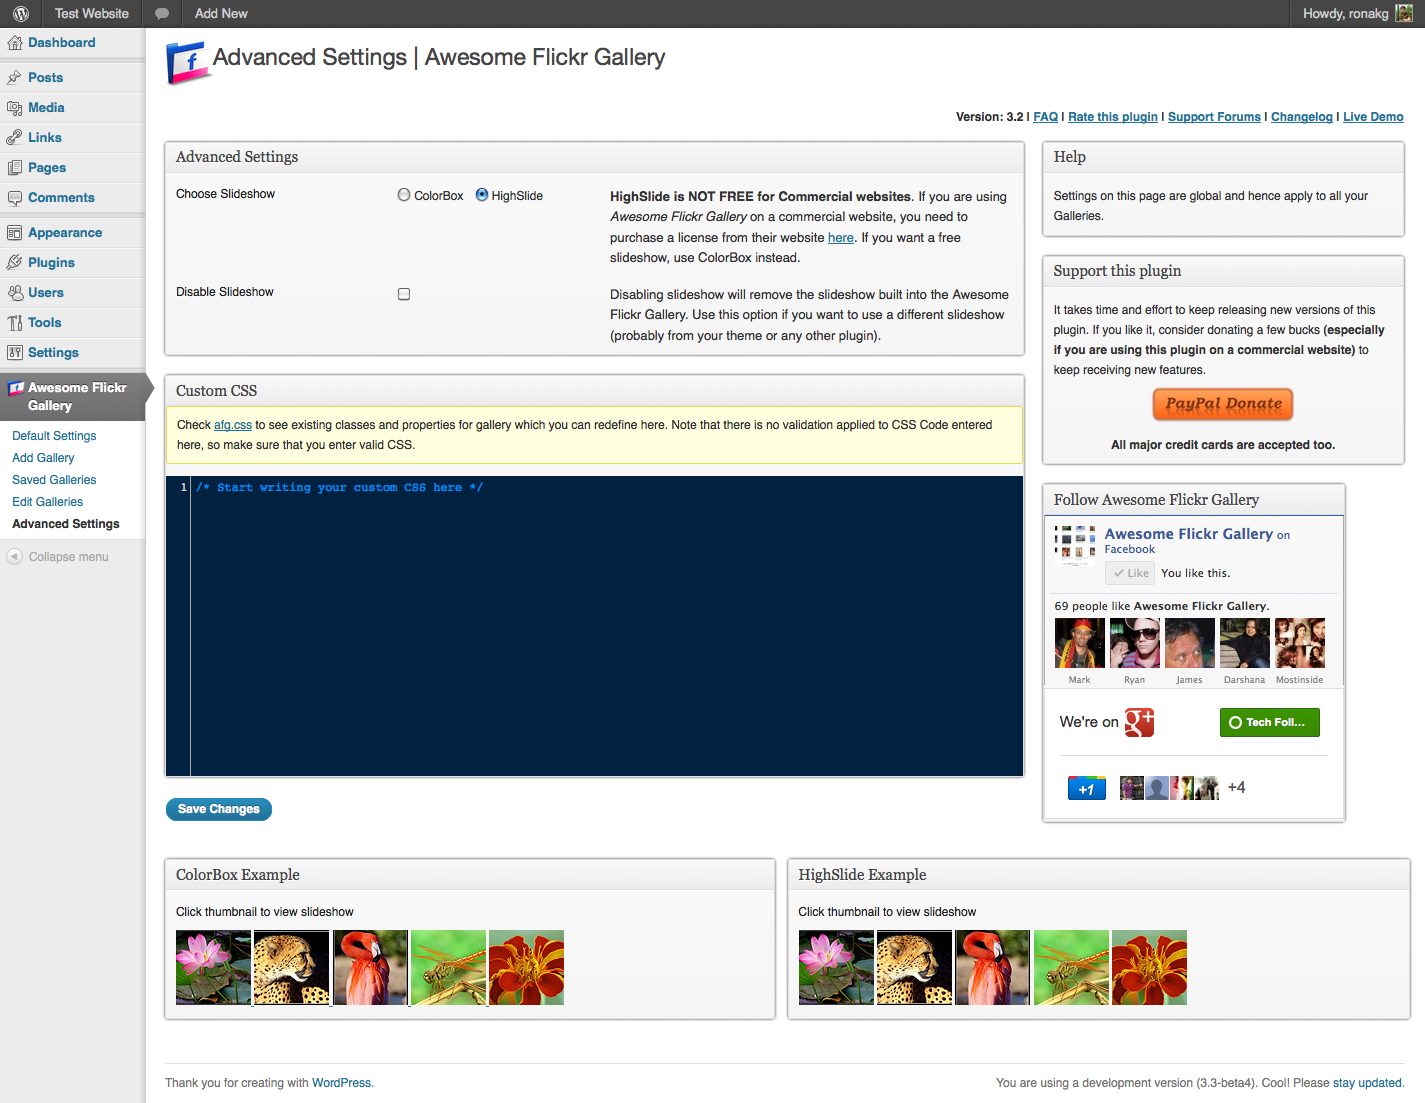 Test Website
Add New
Howdy, ronakg
Dashboard
Posts
Media
Links
Pages
Comments
Appearance
Plugins
Users
Tools
Settings
Awesome Flickr
Gallery
Default Settings
Add Gallery
Saved Galleries
Edit Galleries
Advanced Settings
Collapse menu
f
Advanced Settings | Awesome Flickr Gallery
Version: 3.2 | FAQ | Rate this plugin | Support Forums | Changelog | Live Demo
Advanced Settings
Choose Slideshow
ColorBox
HighSlide
HighSlide is NOT FREE for Commercial websites. If you are using
Awesome Flickr Gallery on a commercial website, you need to
purchase a license from their website here. If you want a free
slideshow, use ColorBox instead.
Disable Slideshow
Disabling slideshow will remove the slideshow built into the Awesome
Flickr Gallery. Use this option if you want to use a different slideshow
(probably from your theme or any other plugin).
Custom CSS
Check afg.css to see existing classes and properties for gallery which you can redefine here. Note that there is no validation applied to CSS Code entered
here, so make sure that you enter valid CSS.
1
/* Start writing your custom CSS here */
Save Changes
Help
Settings on this page are global and hence apply to all your
Galleries.
Support this plugin
It takes time and effort to keep releasing new versions of this
plugin. If you like it, consider donating a few bucks (especially
if you are using this plugin on a commercial website) to
keep receiving new features.
PayPal Donate
All major credit cards are accepted too.
Follow Awesome Flickr Gallery
Awesome Flickr Gallery on
Facebook
Like
You like this.
69 people like Awesome Flickr Gallery.
Mark
Ryan
James
Darshana
Mostinside
We're on
g+
Tech Foll...
+1
+4
ColorBox Example
Click thumbnail to view slideshow
HighSlide Example
Click thumbnail to view slideshow
Thank you for creating with WordPress.
You are using a development version (3.3-beta4). Cool! Please stay updated.